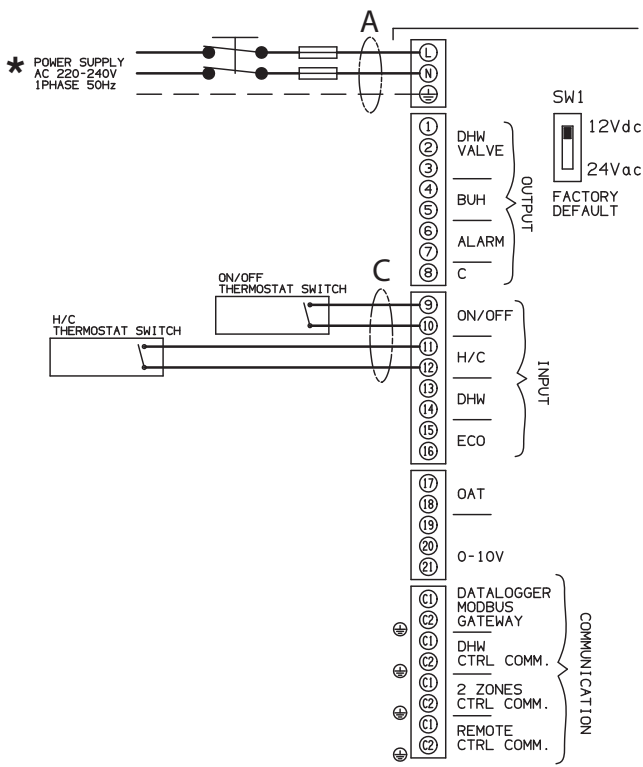 A
* POWER SUPPLY
AC 220-240V
1PHASE 50Hz
L
N
SW1
12Vdc
24Vac
FACTORY
DEFAULT
1
2
3
DHW
VALVE
4
5
BUH
6
7
ALARM
8
C
OUTPUT
C
ON/OFF
THERMOSTAT SWITCH
H/C
THERMOSTAT SWITCH
9
10
ON/OFF
11
12
H/C
13
14
DHW
15
16
ECO
INPUT
17
18
OAT
19
20
21
0-10V
C1
C2
DATALOGGER
MODBUS
GATEWAY
C1
C2
DHW
CTRL COMM.
C1
C2
2 ZONES
CTRL COMM.
C1
C2
REMOTE
CTRL COMM.
COMMUNICATION